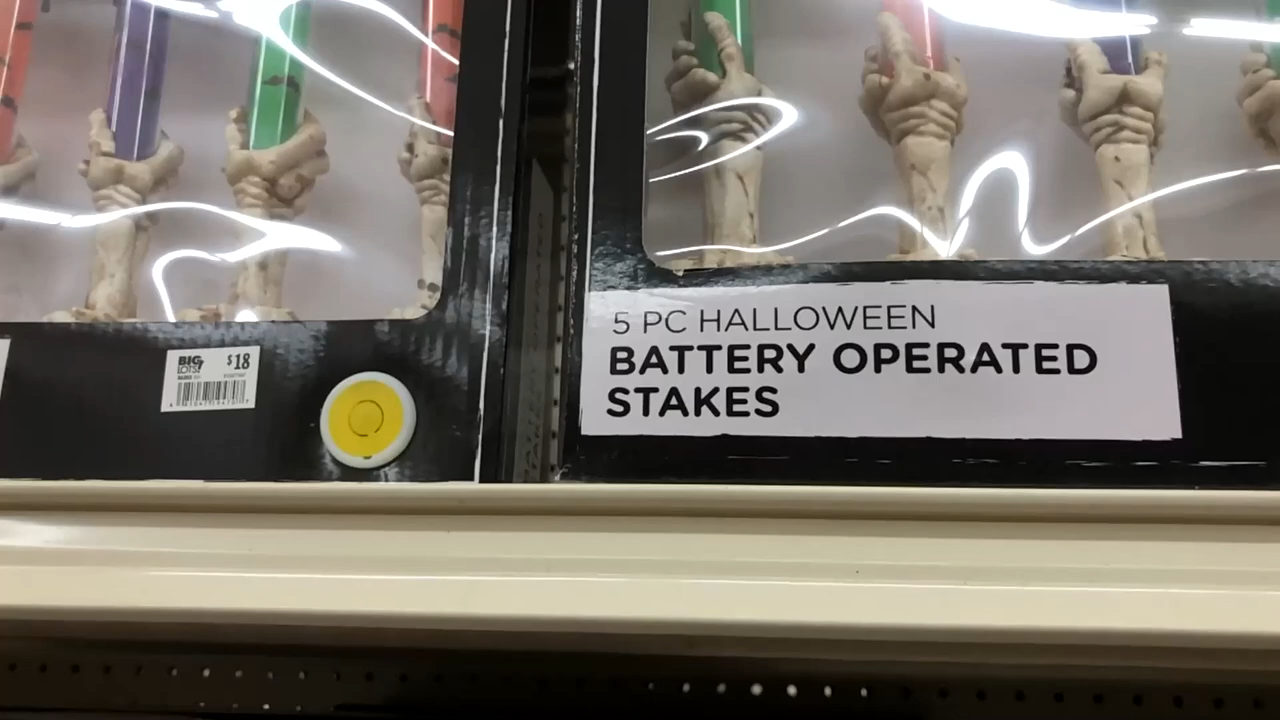 BIG
LOTS!
$18
5 PC HALLOWEEN
BATTERY OPERATED
STAKES